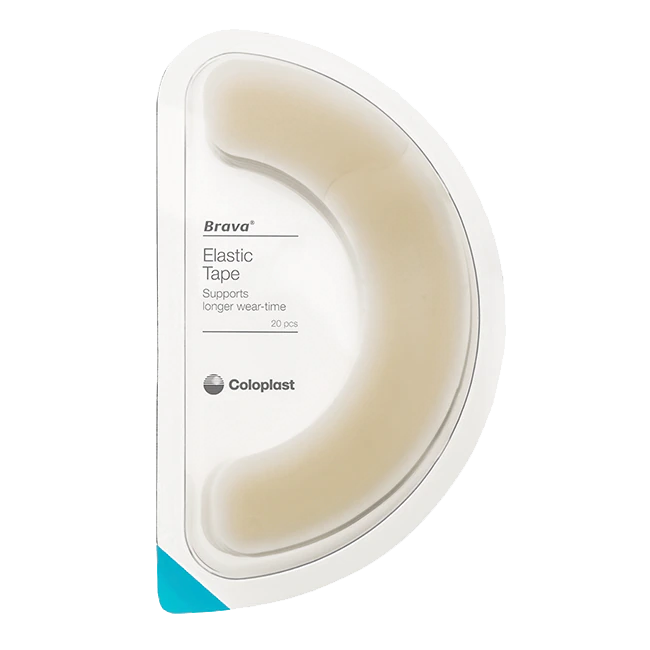 Brava®
Elastic
Tape
Supports
longer wear-time
20 pcs
Coloplast